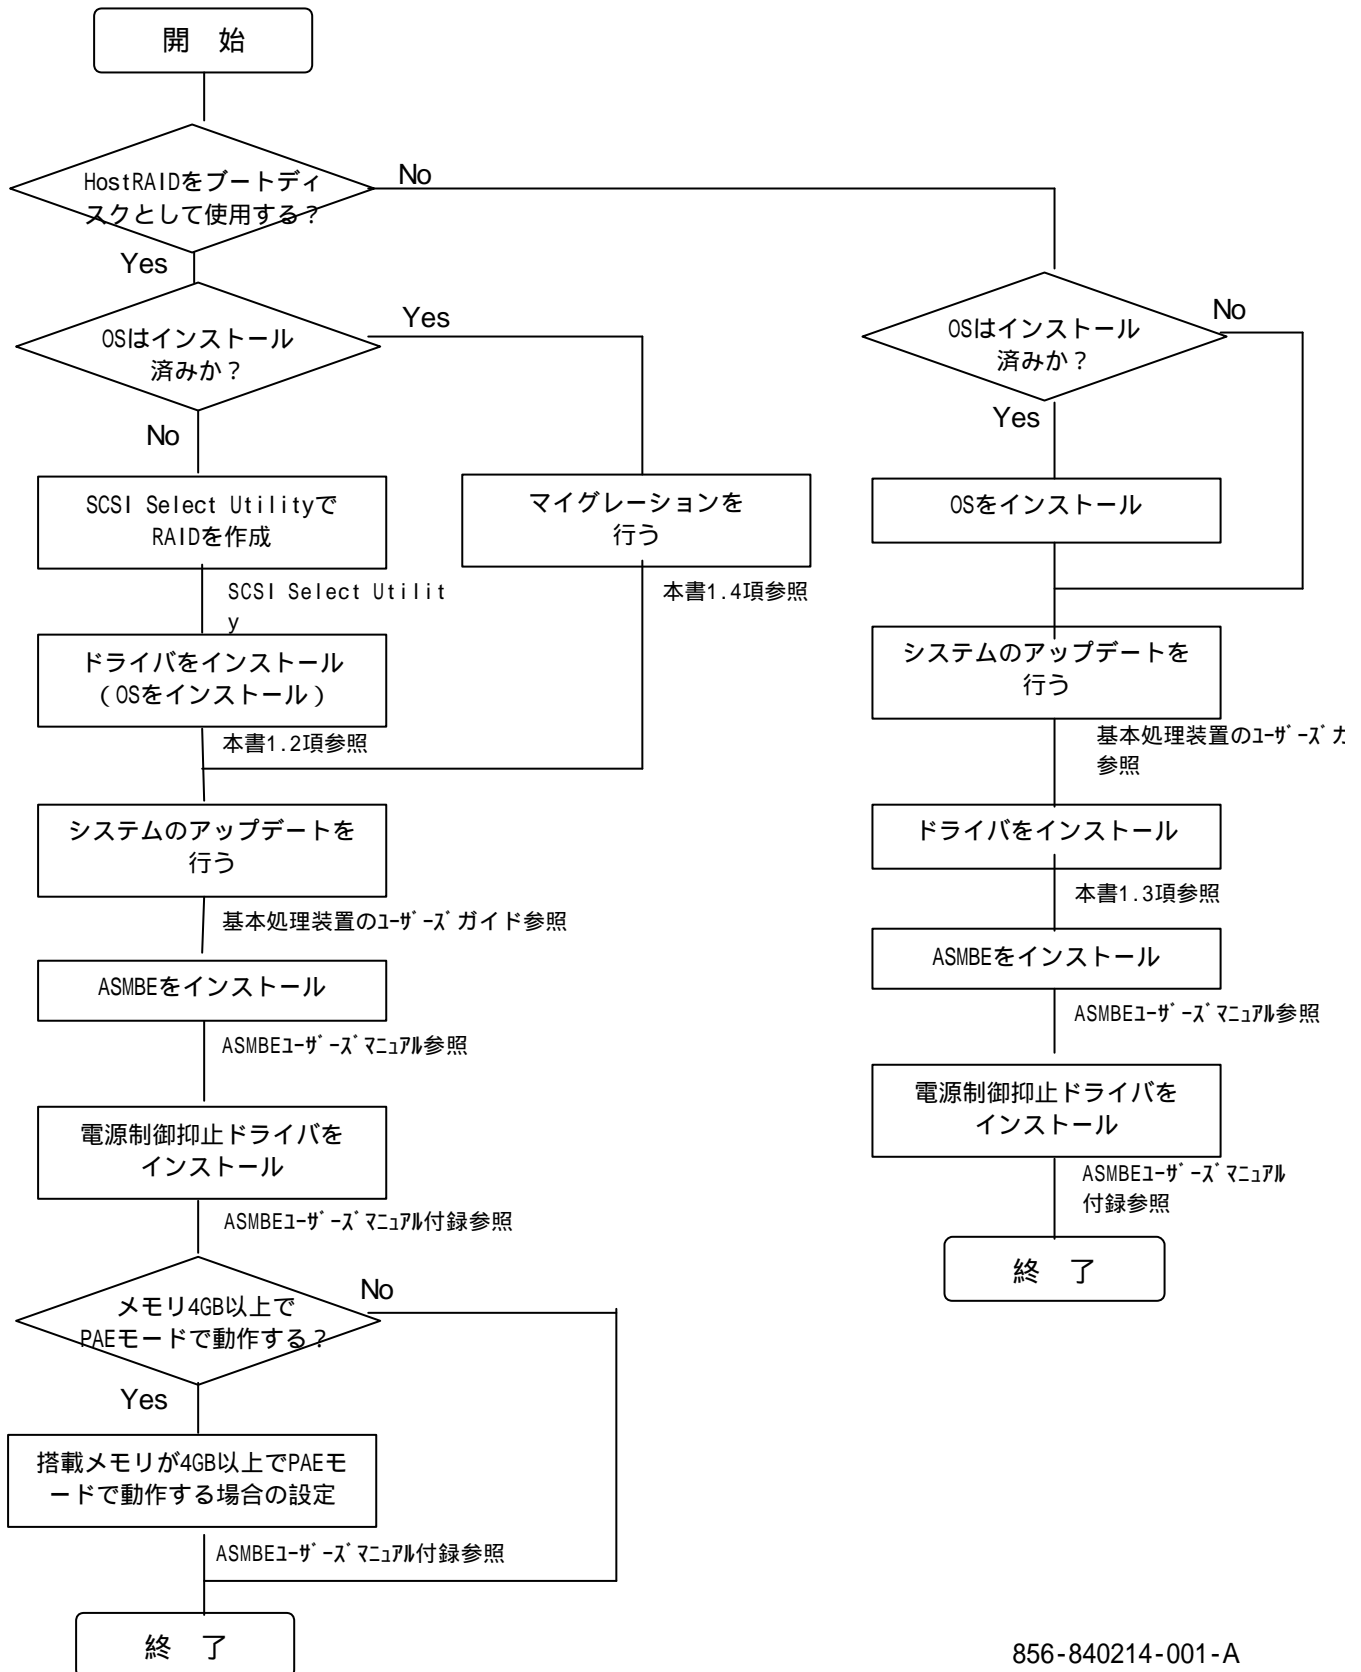 開　始
HostRAIDをブートディ
スクとして使用する？
No
Yes
OSはインストール
済みか？
Yes
No
SCSI Select Utilityで
RAIDを作成
SCSI Select Utilit
y
マイグレーションを
行う
本書1.4項参照
ドライバをインストール
（OSをインストール）
本書1.2項参照
システムのアップデートを
行う
基本処理装置のﾕｰｻﾞｰｽﾞガイド参照
ASMBEをインストール
ASMBEﾕｰｻﾞｰｽﾞﾏﾆｭｱﾙ参照
電源制御抑止ドライバを
インストール
ASMBEﾕｰｻﾞｰｽﾞﾏﾆｭｱﾙ付録参照
メモリ4GB以上で
PAEモードで動作する？
No
Yes
搭載メモリが4GB以上でPAEモ
ードで動作する場合の設定
ASMBEﾕｰｻﾞｰｽﾞﾏﾆｭｱﾙ付録参照
終　了
OSはインストール
済みか？
No
Yes
OSをインストール
システムのアップデートを
行う
基本処理装置のﾕｰｻﾞｰｽﾞガ
参照
ドライバをインストール
本書1.3項参照
ASMBEをインストール
ASMBEﾕｰｻﾞｰｽﾞﾏﾆｭｱﾙ参照
電源制御抑止ドライバを
インストール
ASMBEﾕｰｻﾞｰｽﾞﾏﾆｭｱﾙ
付録参照
終　了
856-840214-001-A